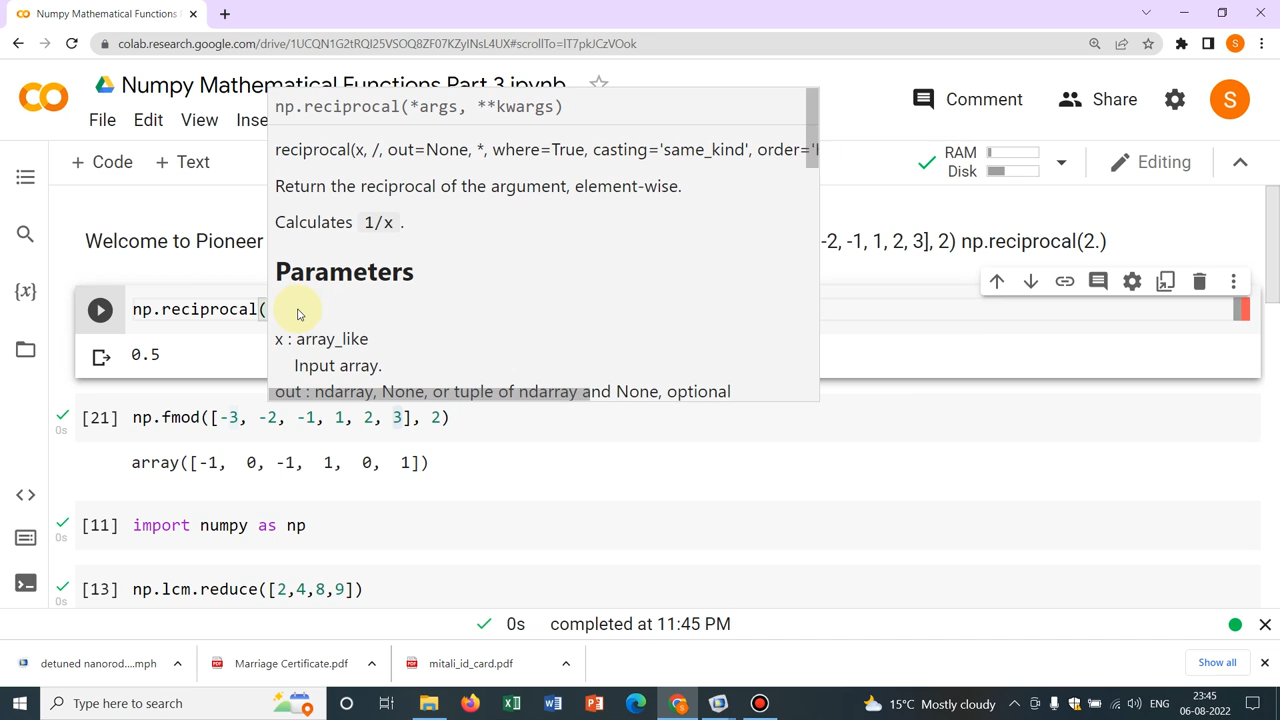 Numpy Mathematical Functions
colab.research.google.com/drive/1UCQN1G2tRQI25VSOQ8ZF07KZyINsL4UX#scrollTo=lT7pkJCzVOok
S
CO
Numpy Mathematical Functions Part 3.ipynb
File Edit View Inse
Comment
Share
S
+ Code + Text
RAM
Disk
Editing
np.reciprocal(*args, **kwargs)
reciprocal(x, /, out=None, *, where=True, casting='same_kind', order='k
Return the reciprocal of the argument, element-wise.
Calculates 1/x .
Parameters
x : array_like
Input array.
out : ndarray, None, or tuple of ndarray and None, optional
Welcome to Pioneer
-2, -1, 1, 2, 3], 2) np.reciprocal(2.)
{x}
np.reciprocal(
0.5
[21] np.fmod([-3, -2, -1, 1, 2, 3], 2)
0s
array([-1, 0, -1, 1, 0, 1])
[11] import numpy as np
0s
[13] np.lcm.reduce([2,4,8,9])
0s
0s completed at 11:45 PM
detuned nanorod....mph
Marriage Certificate.pdf
mitali_id_card.pdf
Show all
Type here to search
15°C Mostly cloudy
ENG
23:45
06-08-2022